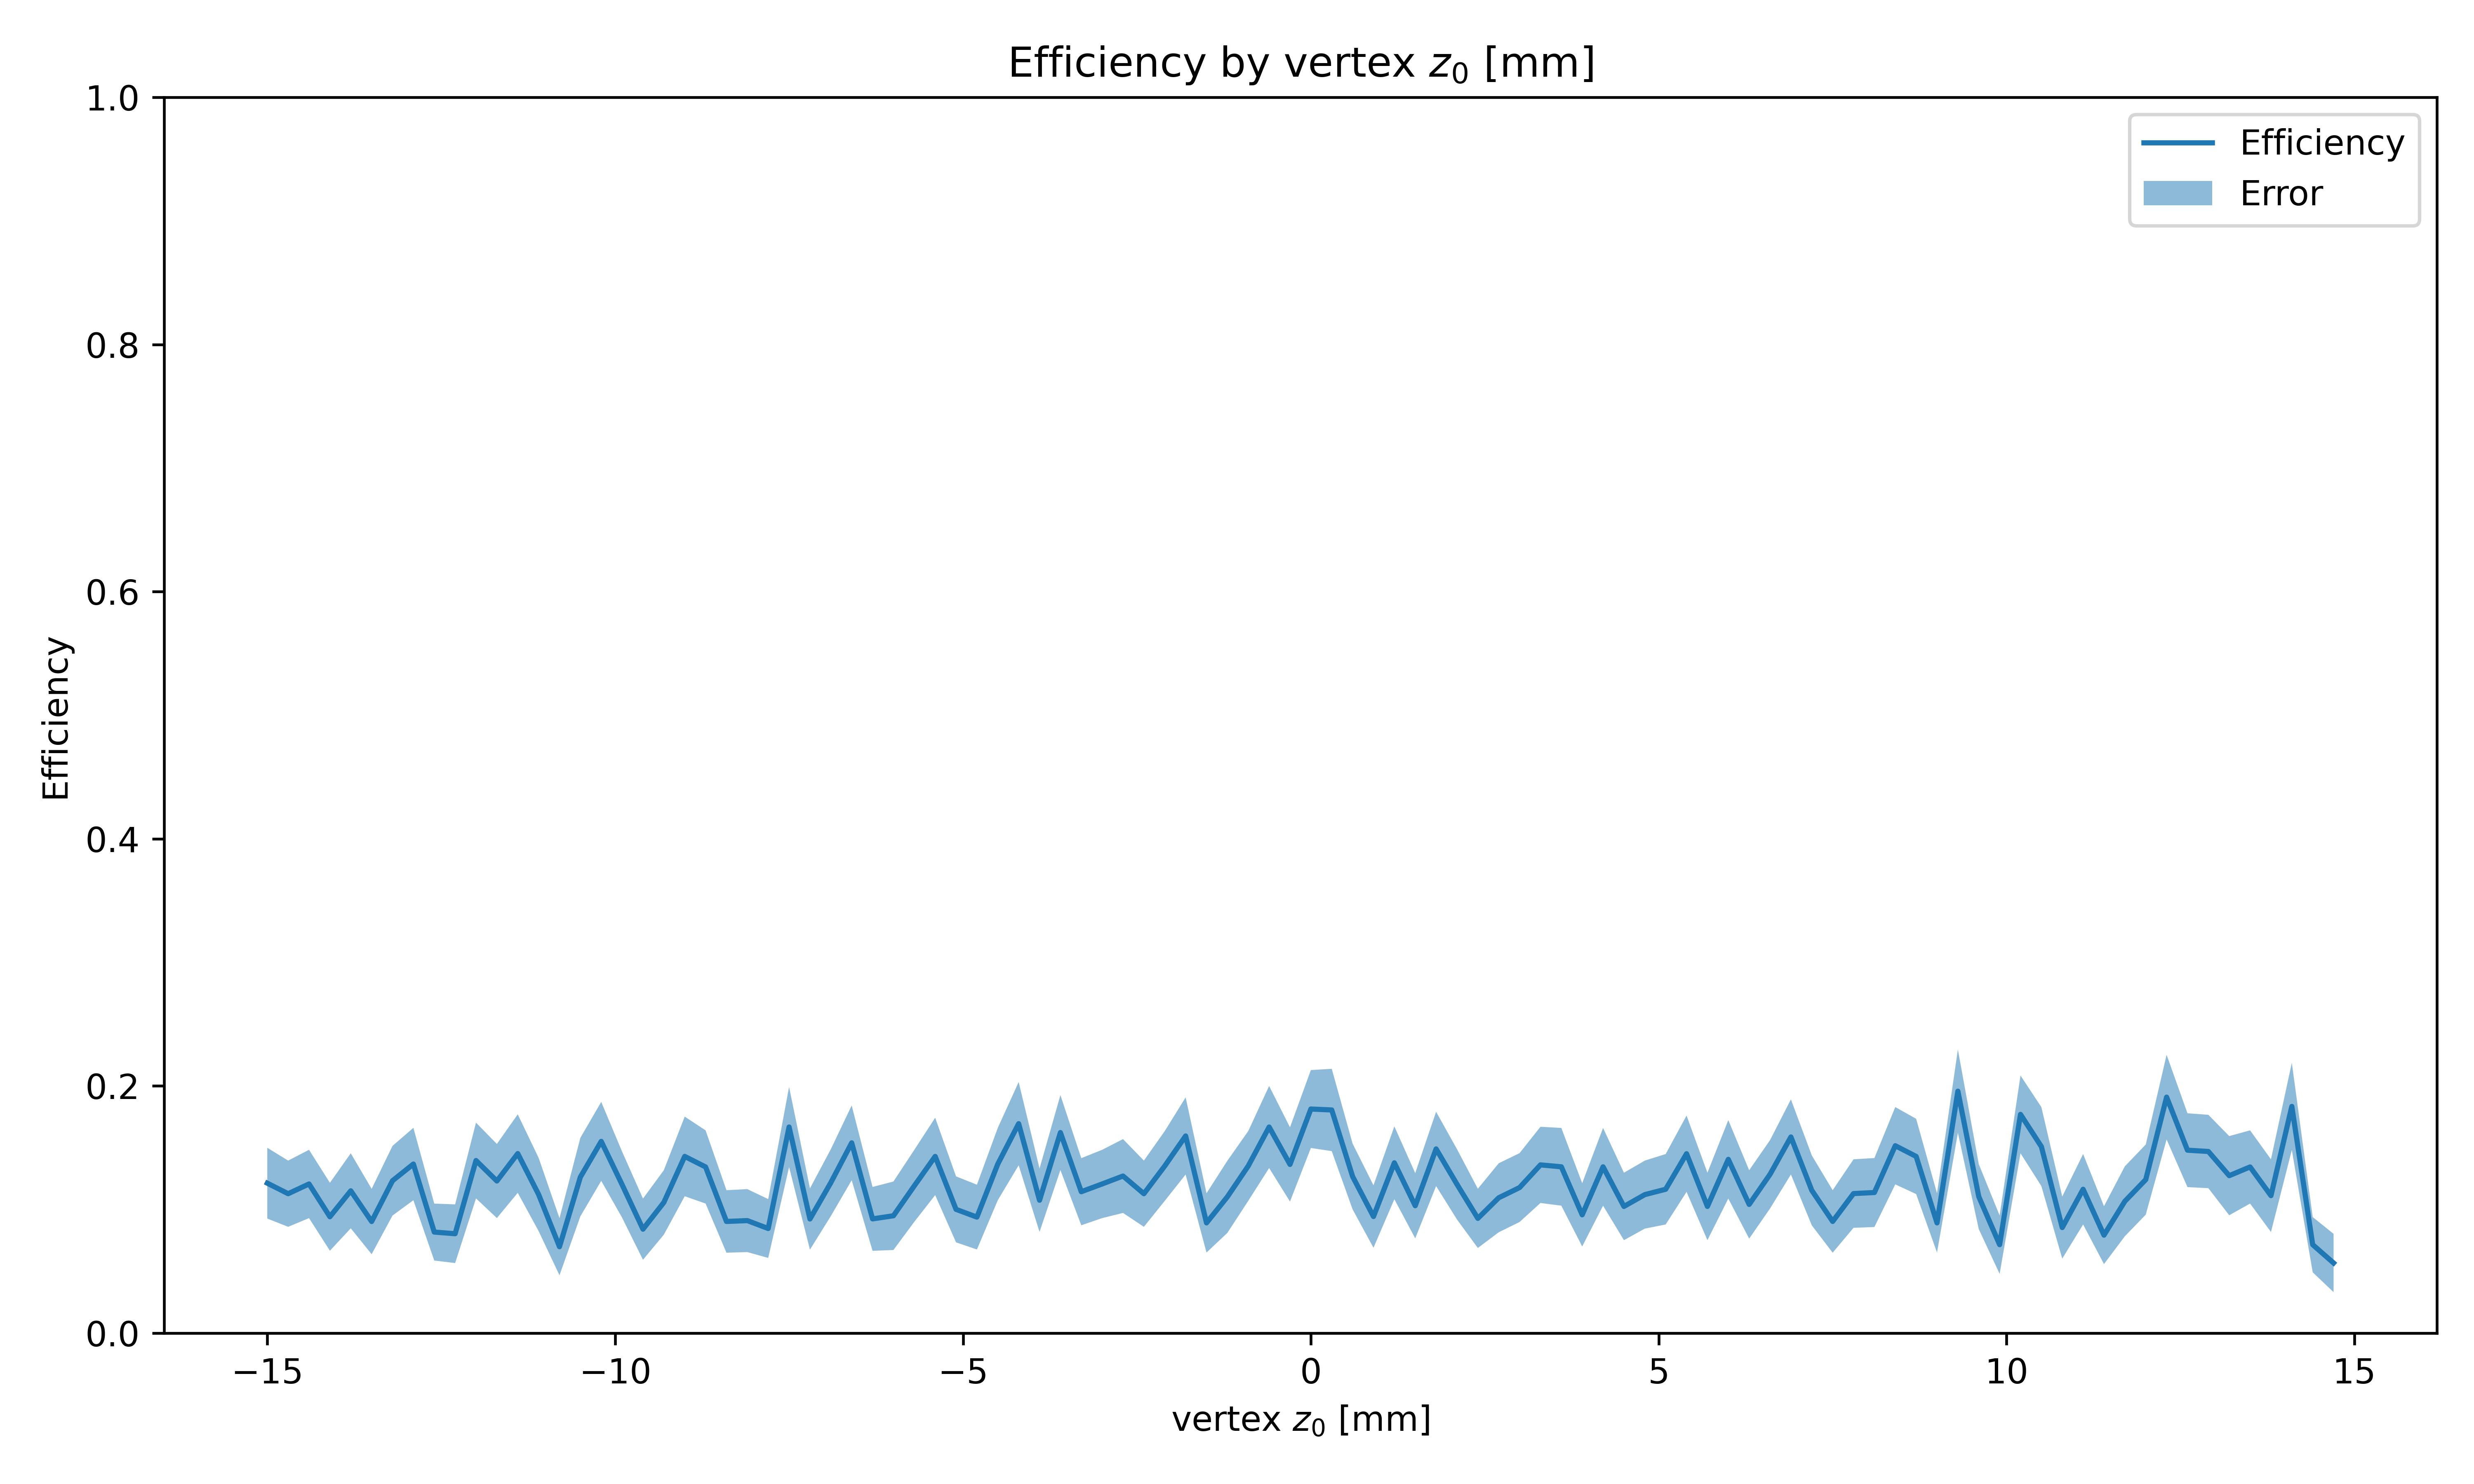 Efficiency by vertex z₀ [mm]
Efficiency
Error
1.0
0.8
0.6
0.4
0.2
0.0
Efficiency
−15 −10 −5 0 5 10 15
vertex z₀ [mm]